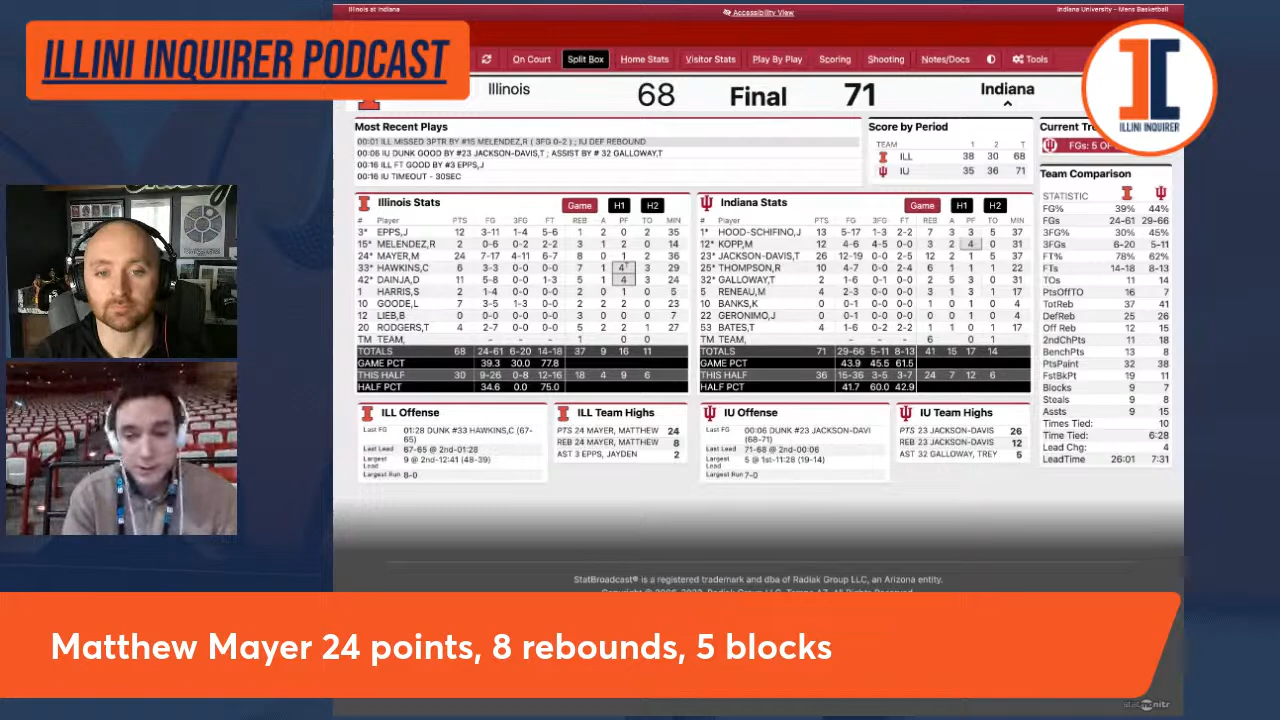 Illinois at Indiana
Accessibility View
Indiana University - Mens Basketball
ILLINI INQUIRER PODCAST
On Court Split Box Home Stats Visitor Stats Play By Play Scoring Shooting Notes/Docs Tools
ILLINI INQUIRER
Illinois 68 Final 71 Indiana
Most Recent Plays
00:01 ILL MISSED 3PTR BY #15 MELENDEZ,R ( 3FG 0-2 ) ; IU DEF REBOUND
00:06 IU DUNK GOOD BY #23 JACKSON-DAVIS,T ; ASSIST BY # 32 GALLOWAY,T
00:16 ILL FT GOOD BY #3 EPPS,J
00:16 IU TIMEOUT - 30SEC
Score by Period
TEAM 1 2 T
ILL 38 30 68
IU 35 36 71
Current
FGs: 5 OF
Illinois Stats Game H1 H2
# Player PTS FG 3FG FT REB A PF TO MIN
3* EPPS,J 12 3-11 1-4 5-6 1 2 0 2 35
15* MELENDEZ,R 2 0-6 0-2 2-2 3 1 2 1 14
24* MAYER,M 24 7-17 4-11 6-7 8 0 1 2 36
33* HAWKINS,C 6 3-3 0-0 0-0 7 1 4 3 29
42* DAINJA,D 11 5-8 0-0 1-3 5 1 4 3 24
1 HARRIS,S 2 1-4 0-0 0-0 2 0 1 0 5
10 GOODE,L 7 3-5 1-3 0-0 2 2 2 0 23
12 LIEB,B 0 0-0 0-0 0-0 3 0 0 0 7
20 RODGERS,T 4 2-7 0-0 0-0 5 2 2 1 27
TM TEAM, - - - 1 0 0
TOTALS 68 24-61 6-20 14-18 37 9 16 11
GAME PCT 39.3 30.0 77.8
THIS HALF 30 9-26 0-8 12-16 18 4 9 6
HALF PCT 34.6 0.0 75.0
Indiana Stats Game H1 H2
# Player PTS FG 3FG FT REB A PF TO MIN
1* HOOD-SCHIFINO,J 13 5-17 1-3 2-2 7 3 3 5 37
12* KOPP,M 12 4-6 4-5 0-0 3 2 4 0 31
23* JACKSON-DAVIS,T 26 12-19 0-0 2-5 12 2 1 5 37
25* THOMPSON,R 10 4-7 0-0 2-4 6 1 1 1 22
32* GALLOWAY,T 2 1-6 0-1 0-0 2 5 3 0 31
5 RENEAU,M 4 2-3 0-0 0-0 3 1 3 1 17
10 BANKS,K 0 0-1 0-1 0-0 0 0 1 0 4
22 GERONIMO,J 0 0-1 0-0 0-0 1 0 0 0 4
53 BATES,T 4 1-6 0-2 2-2 1 1 0 1 17
TM TEAM, - - - 6 0 1
TOTALS 71 29-66 5-11 8-13 41 15 17 14
GAME PCT 43.9 45.5 61.5
THIS HALF 36 15-36 3-5 3-7 24 7 12 6
HALF PCT 41.7 60.0 42.9
Team Comparison
STATISTIC
FG% 39% 44%
FGs 24-61 29-66
3FG% 30% 45%
3FGs 6-20 5-11
FT% 78% 62%
FTs 14-18 8-13
TOs 11 14
PtsOffTO 16 7
TotReb 37 41
DefReb 25 26
Off Reb 12 15
2ndChPts 11 18
BenchPts 13 8
PtsPaint 32 38
FstBkPt 19 11
Blocks 9 7
Steals 9 8
Assts 9 15
Times Tied: 10
Time Tied: 6:28
Lead Chg: 4
LeadTime 26:01 7:31
ILL Offense
Last FG 01:28 DUNK #33 HAWKINS,C (67-
65)
Last Lead 67-65 @ 2nd-01:28
Largest Lead 9 @ 2nd-12:41 (48-39)
Largest Run 8-0
ILL Team Highs
PTS 24 MAYER, MATTHEW 24
REB 24 MAYER, MATTHEW 8
AST 3 EPPS, JAYDEN 2
IU Offense
Last FG 00:06 DUNK #23 JACKSON-DAVI
(68-71)
Last Lead 71-68 @ 2nd-00:06
Largest Lead 5 @ 1st-11:28 (19-14)
Largest Run 7-0
IU Team Highs
PTS 23 JACKSON-DAVIS 26
REB 23 JACKSON-DAVIS 12
AST 32 GALLOWAY, TREY 5
StatBroadcast® is a registered trademark and dba of Radiak Group LLC, an Arizona entity.
Matthew Mayer 24 points, 8 rebounds, 5 blocks